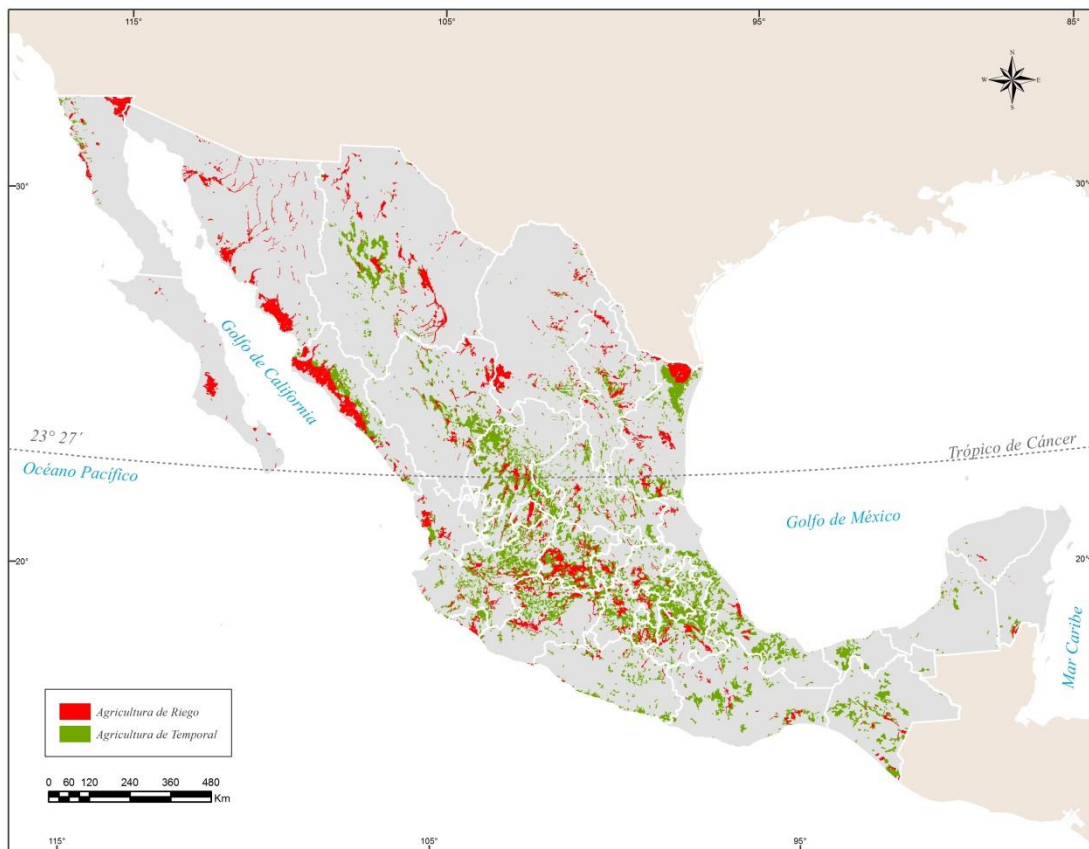 115°
105°
95°
85°
N
W
E
S
30°
30°
Golfo de California
23° 27´
Trópico de Cáncer
Océano Pacífico
Golfo de México
20°
20°
Mar Caribe
Agricultura de Riego
Agricultura de Temporal
0 60 120 240 360 480
Km
115°
105°
95°